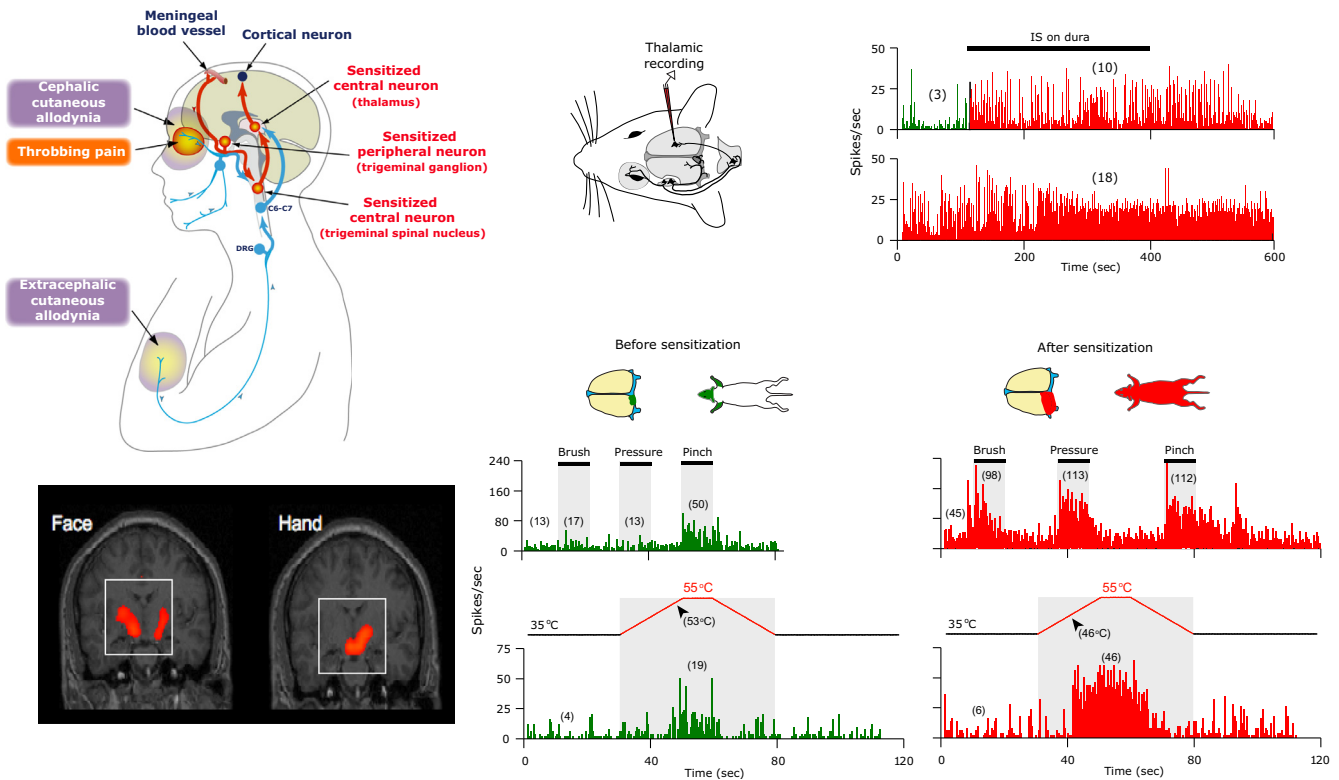 Meningeal
blood vessel
Cortical neuron
Cephalic
cutaneous
allodynia
Throbbing pain
Sensitized
central neuron
(thalamus)
Sensitized
peripheral neuron
(trigeminal ganglion)
Sensitized
central neuron
(trigeminal spinal nucleus)
C6-C7
DRG
Extracephalic
cutaneous
allodynia
Thalamic
recording
IS on dura
Spikes/sec
50
25
0
(3)
(10)
50
25
0
(18)
0
200
400
600
Time (sec)
Face
Hand
Before sensitization
Brush
Pressure
Pinch
Spikes/sec
240
160
80
0
(13)
(17)
(13)
(50)
35°C
55°C
(53°C)
75
50
25
0
(4)
(19)
0
40
80
120
Time (sec)
After sensitization
Brush
Pressure
Pinch
(45)
(98)
(113)
(112)
35°C
55°C
(46°C)
(6)
(46)
0
40
80
120
Time (sec)